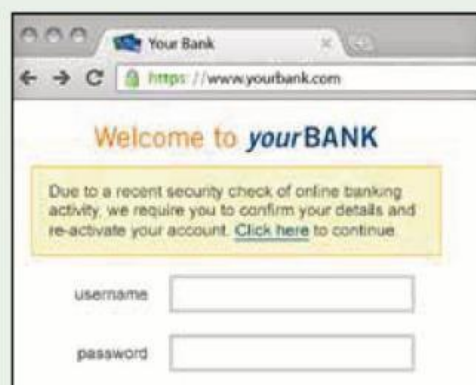 Your Bank
https://www.yourbank.com
Welcome to yourBANK
Due to a recent security check of online banking
activity, we require you to confirm your details and
re-activate your account. Click here to continue
username
password